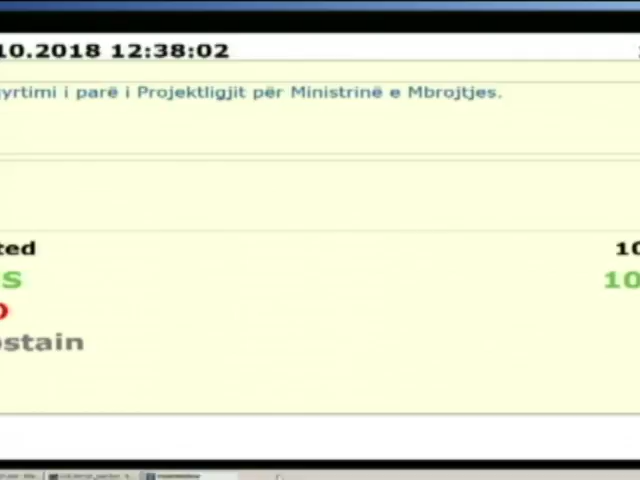 10.2018 12:38:02
yrtimi i parë i Projektligjit për Ministrinë e Mbrojtjes.
ted 10
S 10
O
stain